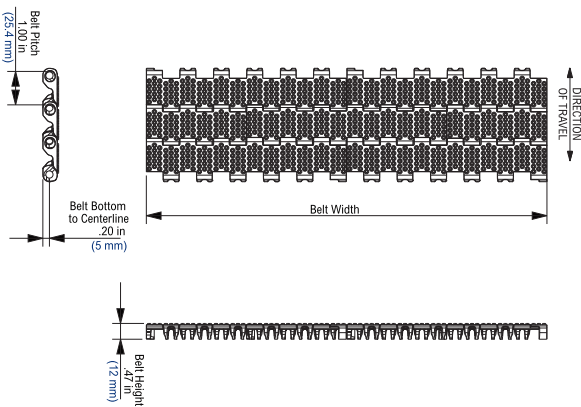 Belt Pitch
1.00 in
(25.4 mm)
DIRECTION
OF TRAVEL
Belt Bottom
to Centerline
.20 in
(5 mm)
Belt Width
Belt Height
.47 in
(12 mm)